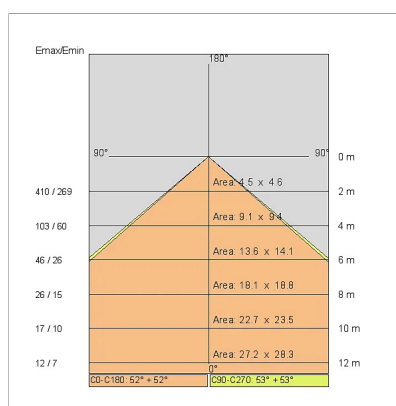 Emax/Emin
180°
90° 90° 0 m
410 / 269 Area: 4.5 x 4.6 2 m
103 / 60 Area: 9.1 x 9.4 4 m
46 / 26 Area: 13.6 x 14.1 6 m
26 / 15 Area: 18.1 x 18.8 8 m
17 / 10 Area: 22.7 x 23.5 10 m
12 / 7 Area: 27.2 x 28.3 12 m
0°
C0-C180: 52° + 52° C90-C270: 53° + 53°